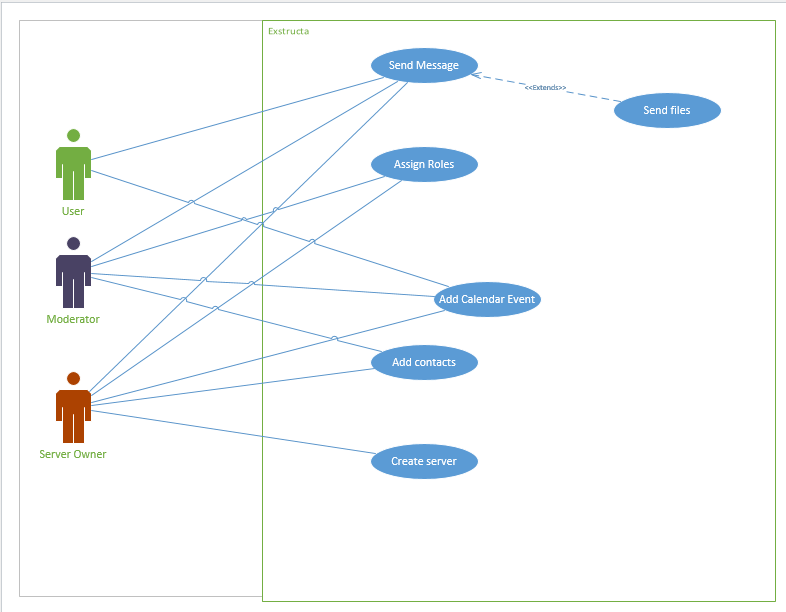 Exstructa
Send Message
<<Extends>>
Send files
Assign Roles
User
Add Calendar Event
Moderator
Add contacts
Server Owner
Create server